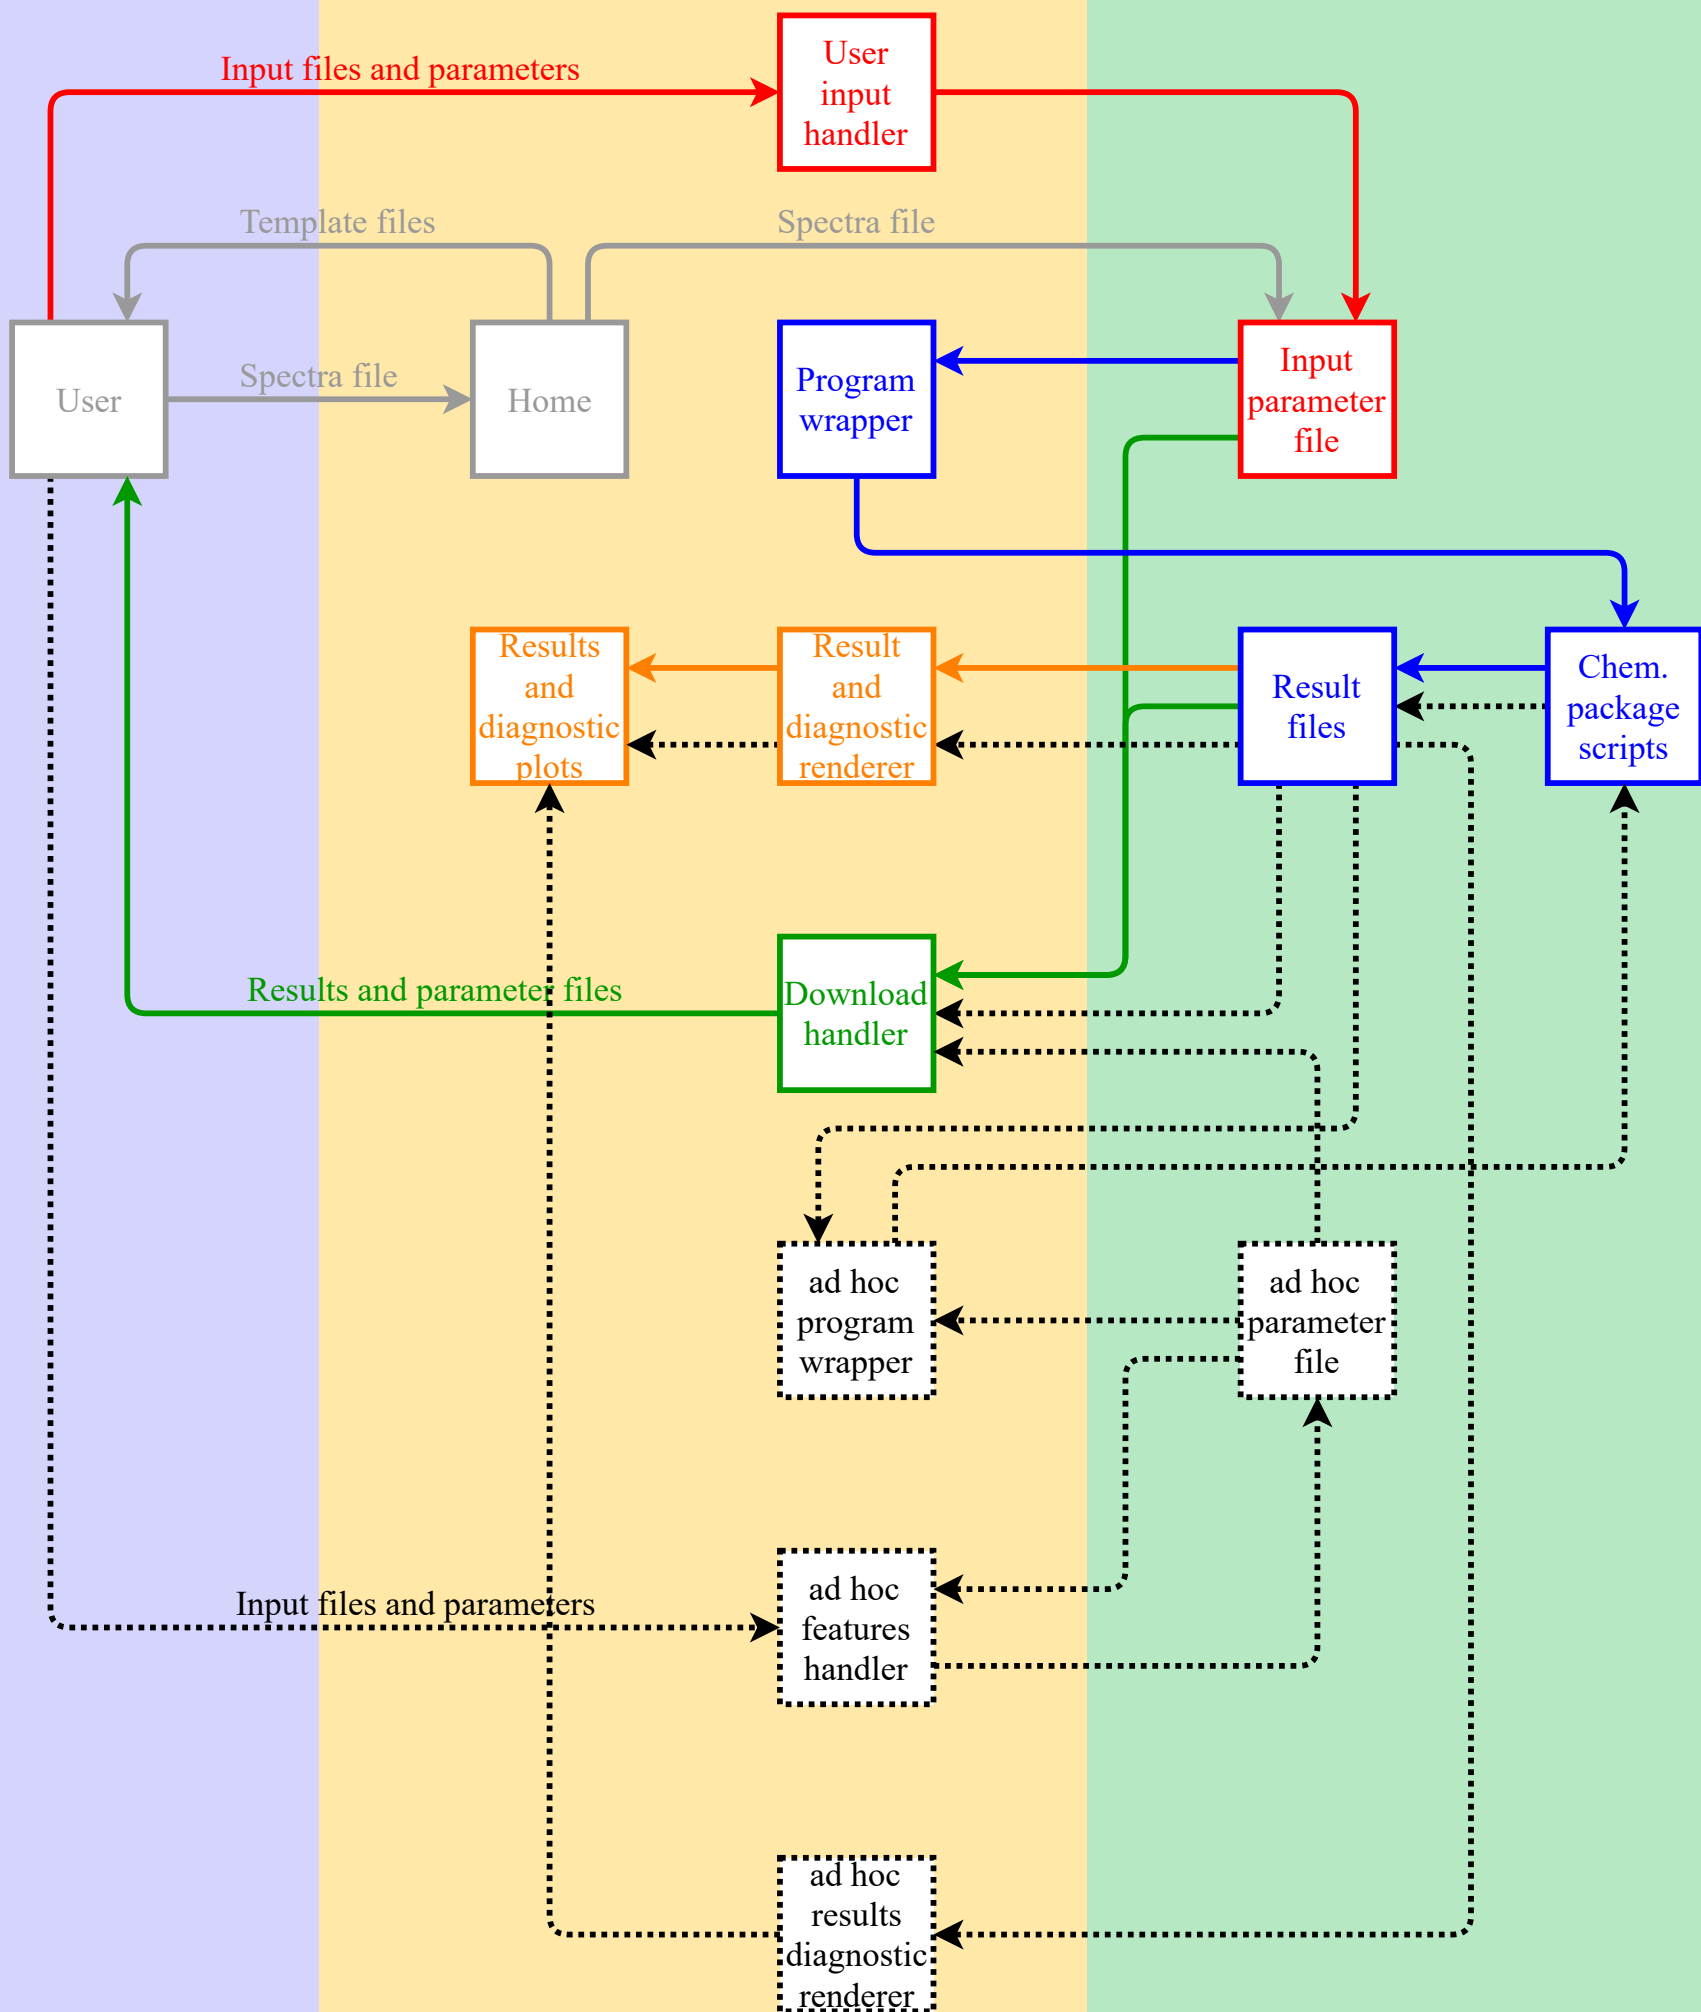 User
input
handler
Input files and parameters
Template files
Spectra file
User
Spectra file
Home
Program
wrapper
Input
parameter
file
Results
and
diagnostic
plots
Result
and
diagnostic
renderer
Result
files
Chem.
package
scripts
Results and parameter files
Download
handler
ad hoc
program
wrapper
ad hoc
parameter
file
Input files and parameters
ad hoc
features
handler
ad hoc
results
diagnostic
renderer